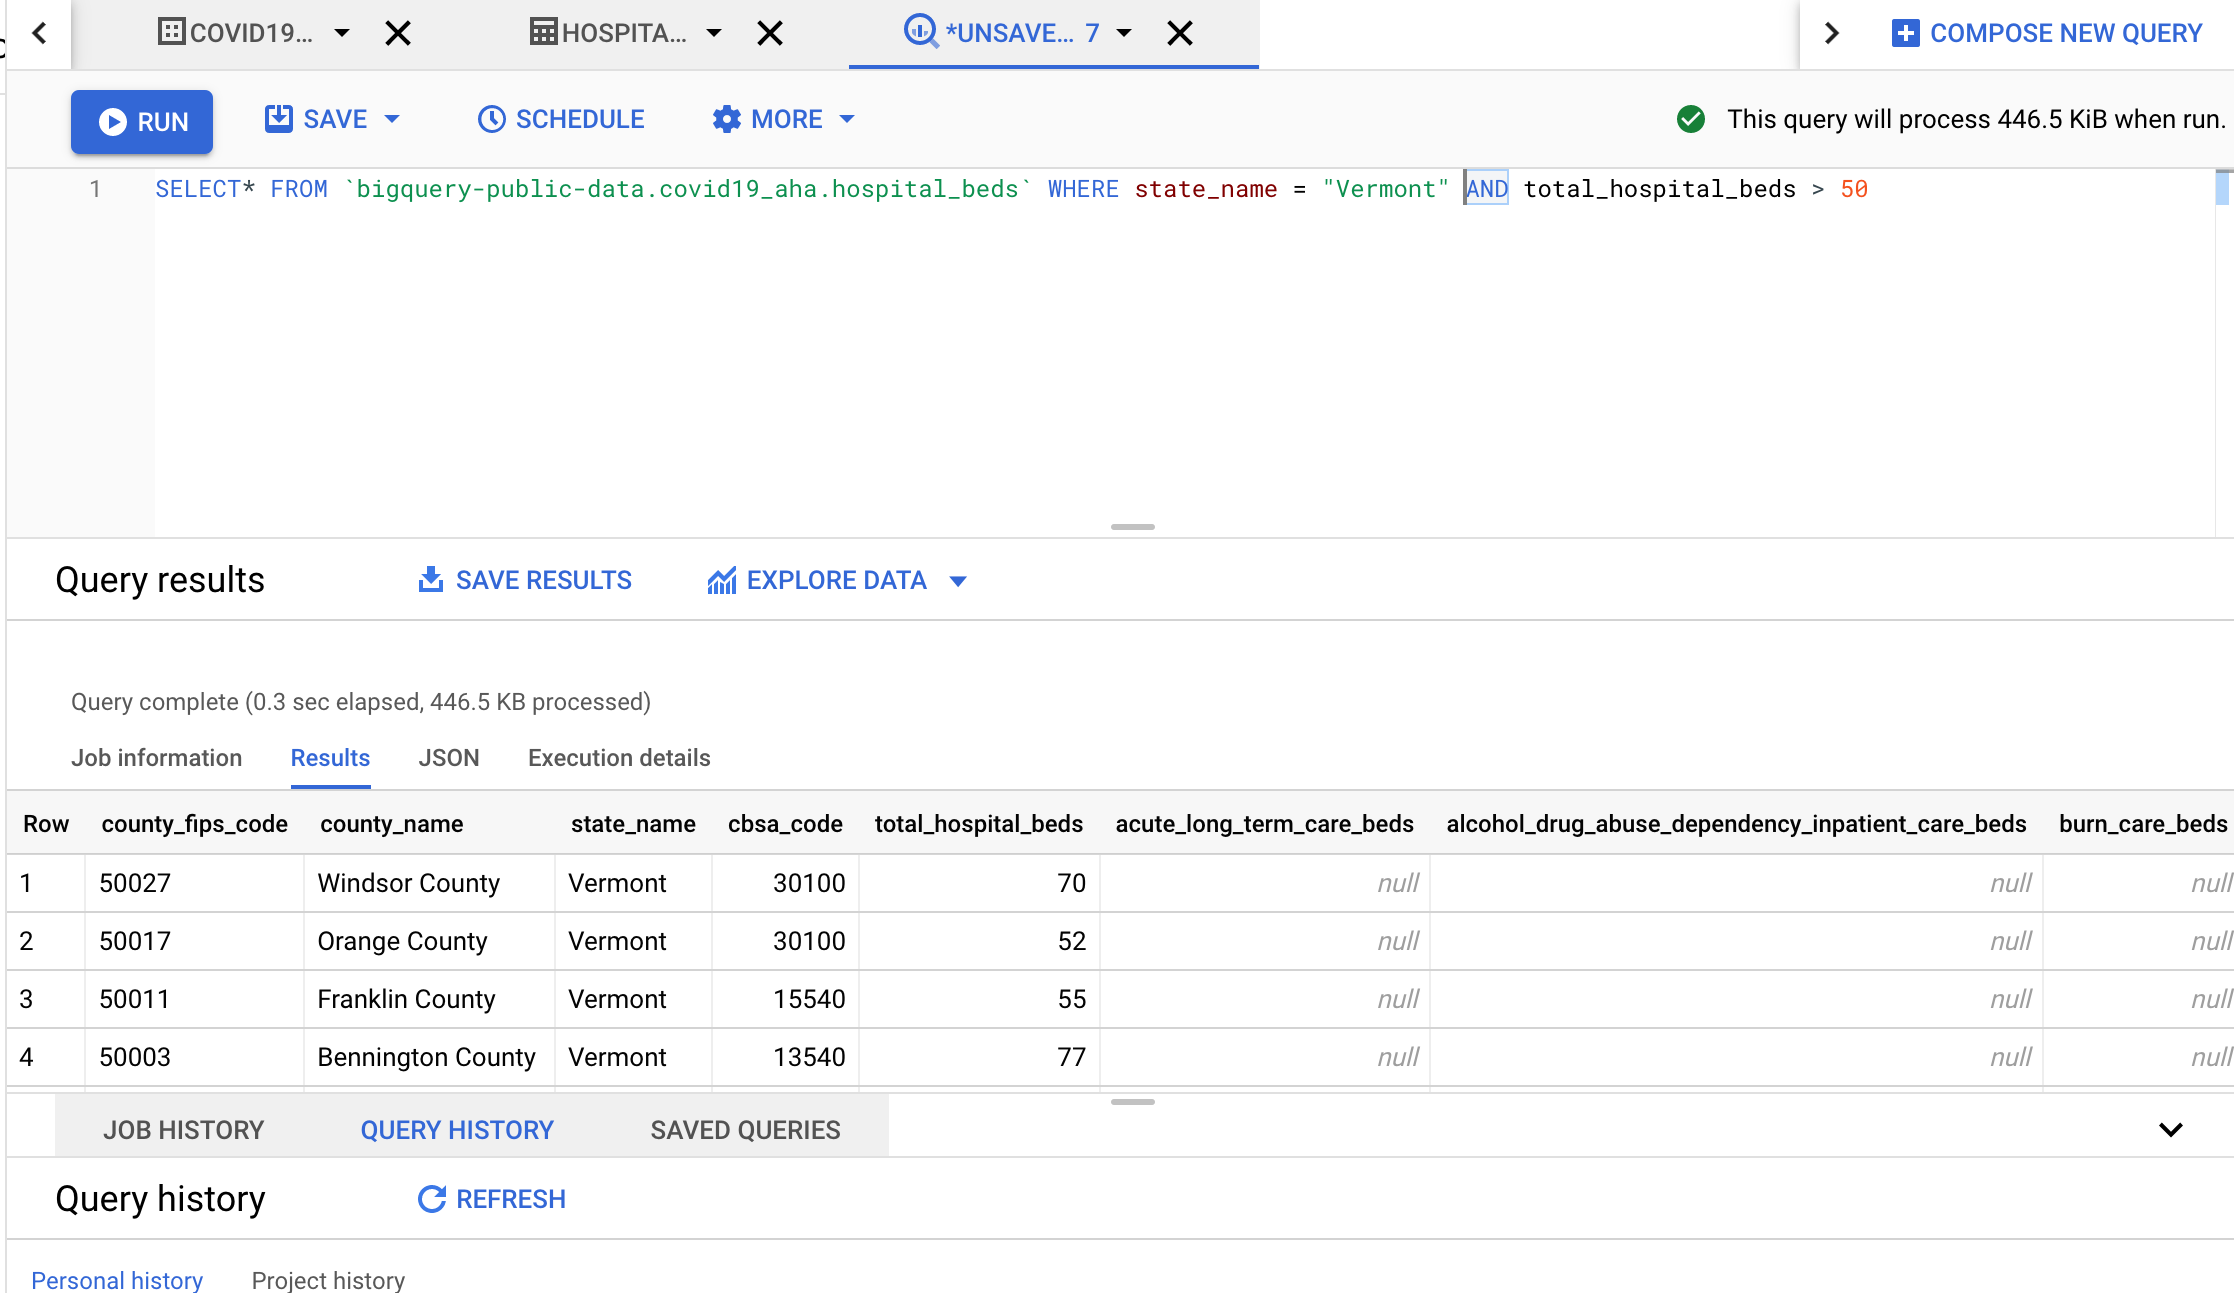 COVID19... HOSPITA... *UNSAVE... 7 COMPOSE NEW QUERY
RUN SAVE SCHEDULE MORE This query will process 446.5 KiB when run.
1 SELECT* FROM `bigquery-public-data.covid19_aha.hospital_beds` WHERE state_name = "Vermont" AND total_hospital_beds > 50
Query results SAVE RESULTS EXPLORE DATA
Query complete (0.3 sec elapsed, 446.5 KB processed)
Job information Results JSON Execution details
Row county_fips_code county_name state_name cbsa_code total_hospital_beds acute_long_term_care_beds alcohol_drug_abuse_dependency_inpatient_care_beds burn_care_beds
1 50027 Windsor County Vermont 30100 70 null null null
2 50017 Orange County Vermont 30100 52 null null null
3 50011 Franklin County Vermont 15540 55 null null null
4 50003 Bennington County Vermont 13540 77 null null null
JOB HISTORY QUERY HISTORY SAVED QUERIES
Query history REFRESH
Personal history Project history